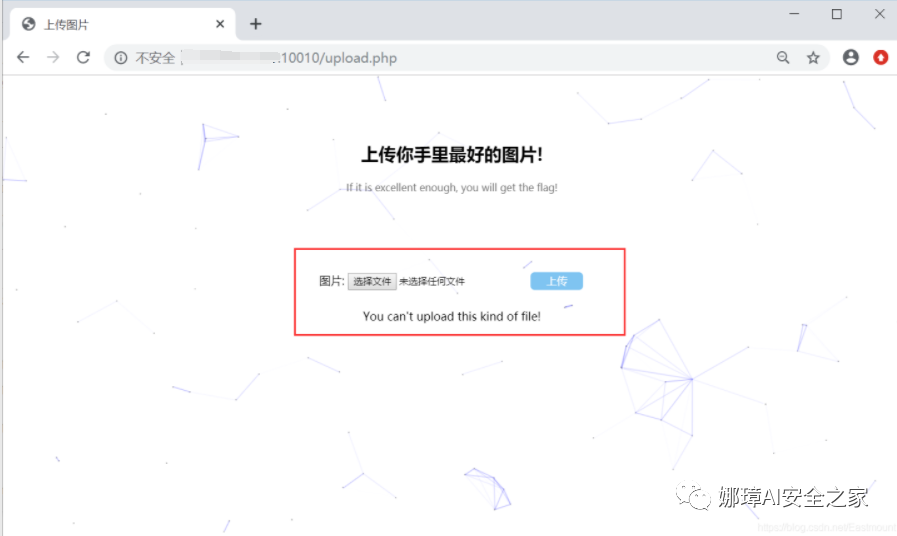 上传图片
不安全
:10010/upload.php
上传你手里最好的图片!
If it is excellent enough, you will get the flag!
图片: 选择文件 未选择任何文件 上传
You can't upload this kind of file!
娜璋AI安全之家
https://blog.csdn.net/Eastmount